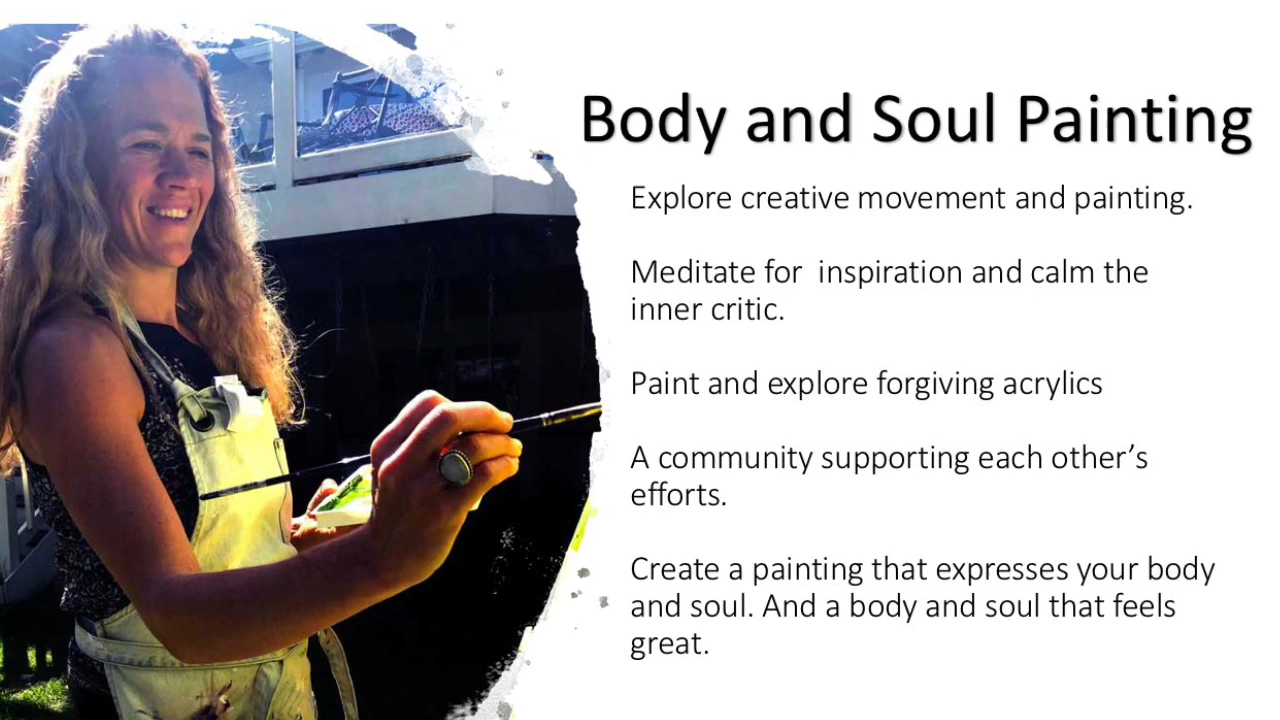 Body and Soul Painting
Explore creative movement and painting.
Meditate for  inspiration and calm the
inner critic.
Paint and explore forgiving acrylics
A community supporting each other’s
efforts.
Create a painting that expresses your body
and soul. And a body and soul that feels
great.